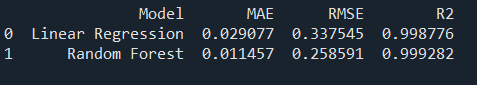 Model MAE RMSE R2
0 Linear Regression 0.029077 0.337545 0.998776
1 Random Forest 0.011457 0.258591 0.999282